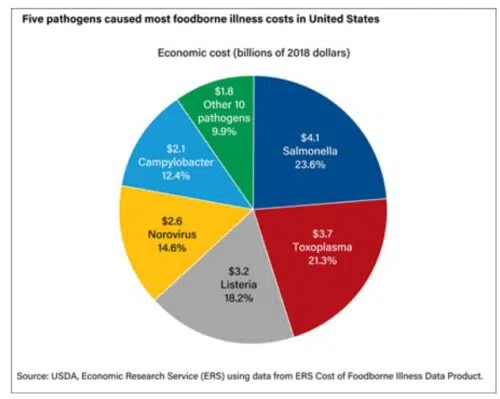 Five pathogens caused most foodborne illness costs in United States
Economic cost (billions of 2018 dollars)
$1.8
Other 10
pathogens
9.9%
$4.1
Salmonella
23.6%
$2.1
Campylobacter
12.4%
$2.6
Norovirus
14.6%
$3.7
Toxoplasma
21.3%
$3.2
Listeria
18.2%
Source: USDA, Economic Research Service (ERS) using data from ERS Cost of Foodborne Illness Data Product.